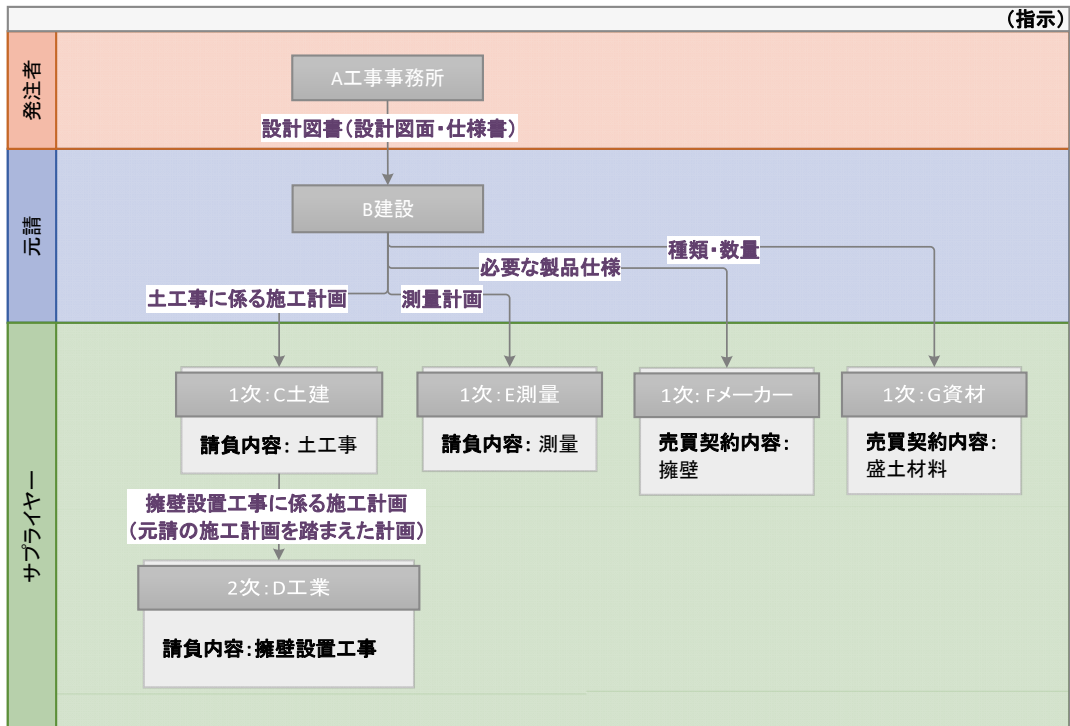 (指示)
発注者
A工事事務所
設計図書(設計図面・仕様書)
元請
B建設
種類・数量
必要な製品仕様
土工事に係る施工計画
測量計画
サプライヤー
1次:C土建
請負内容: 土工事
1次:E測量
請負内容: 測量
1次: Fメーカー
売買契約内容:
擁壁
1次:G資材
売買契約内容:
盛土材料
擁壁設置工事に係る施工計画
(元請の施工計画を踏まえた計画)
2次:D工業
請負内容:擁壁設置工事